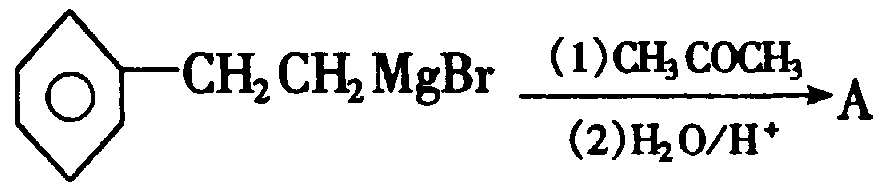 (1)CH₃COCH₃
CH₂CH₂MgBr
A
(2)H₂O/H⁺